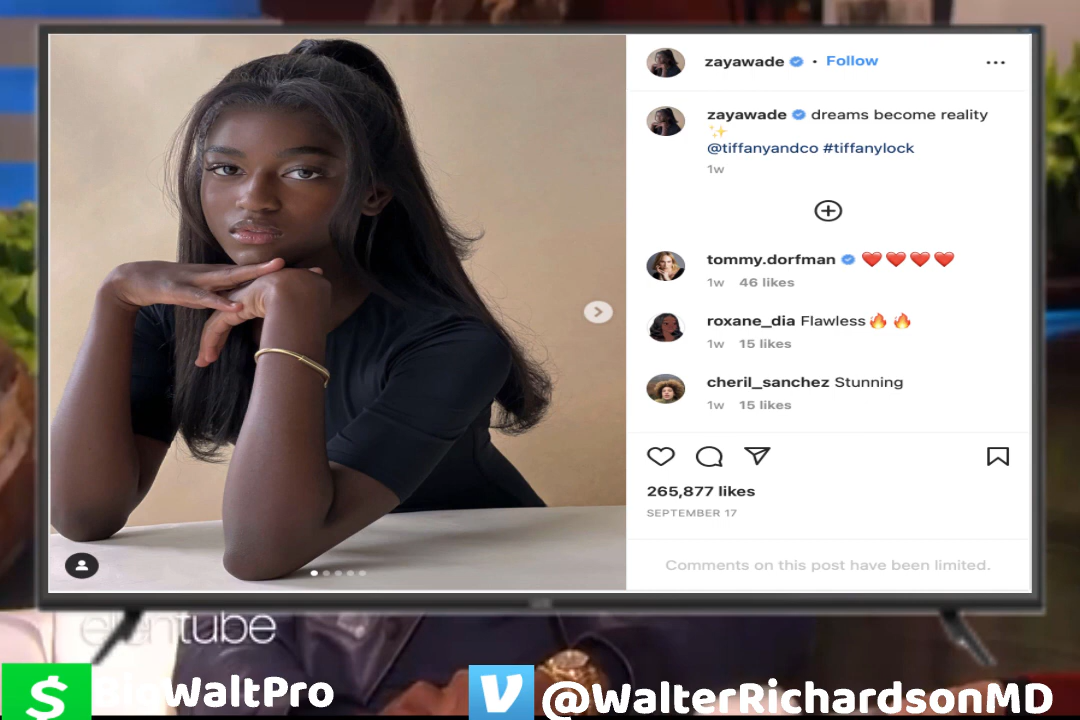 zayawade • Follow
zayawade dreams become reality
✨
@tiffanyandco #tiffanylock
1w
tommy.dorfman ❤️❤️❤️❤️
1w 46 likes
roxane_dia Flawless🔥🔥
1w 15 likes
cheril_sanchez Stunning
1w 15 likes
265,877 likes
SEPTEMBER 17
Comments on this post have been limited.
ellentube
$ BigWaltPro
V @WalterRichardsonMD